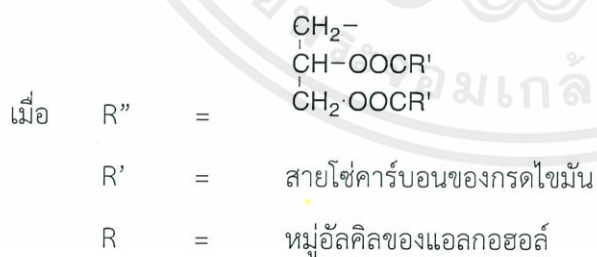 CH₂–
CH–OOCR'
เมื่อ R” = CH₂·OOCR'
R’ = สายโซ่คาร์บอนของกรดไขมัน
R = หมู่อัลคิลของแอลกอฮอล์